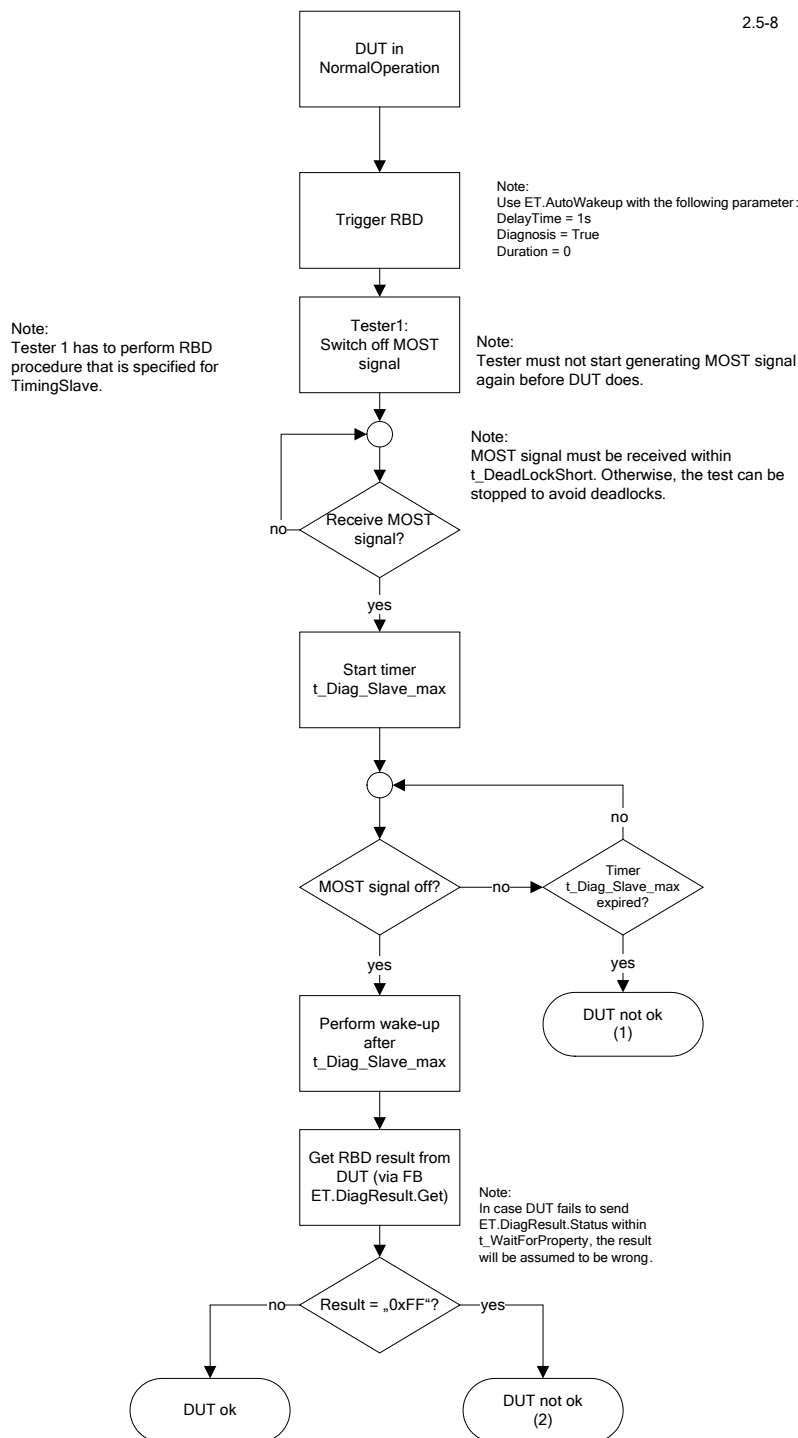 2.5-8
DUT in
NormalOperation
Trigger RBD
Note:
Use ET.AutoWakeup with the following parameter:
DelayTime = 1s
Diagnosis = True
Duration = 0
Tester1:
Switch off MOST
signal
Note:
Tester 1 has to perform RBD
procedure that is specified for
TimingSlave.
Note:
Tester must not start generating MOST signal
again before DUT does.
Note:
MOST signal must be received within
t_DeadLockShort. Otherwise, the test can be
stopped to avoid deadlocks.
Receive MOST
signal?
no
yes
Start timer
t_Diag_Slave_max
no
MOST signal off?
no
Timer
t_Diag_Slave_max
expired?
yes
yes
Perform wake-up
after
t_Diag_Slave_max
DUT not ok
(1)
Get RBD result from
DUT (via FB
ET.DiagResult.Get)
Note:
In case DUT fails to send
ET.DiagResult.Status within
t_WaitForProperty, the result
will be assumed to be wrong.
no
Result = „0xFF“?
yes
DUT ok
DUT not ok
(2)